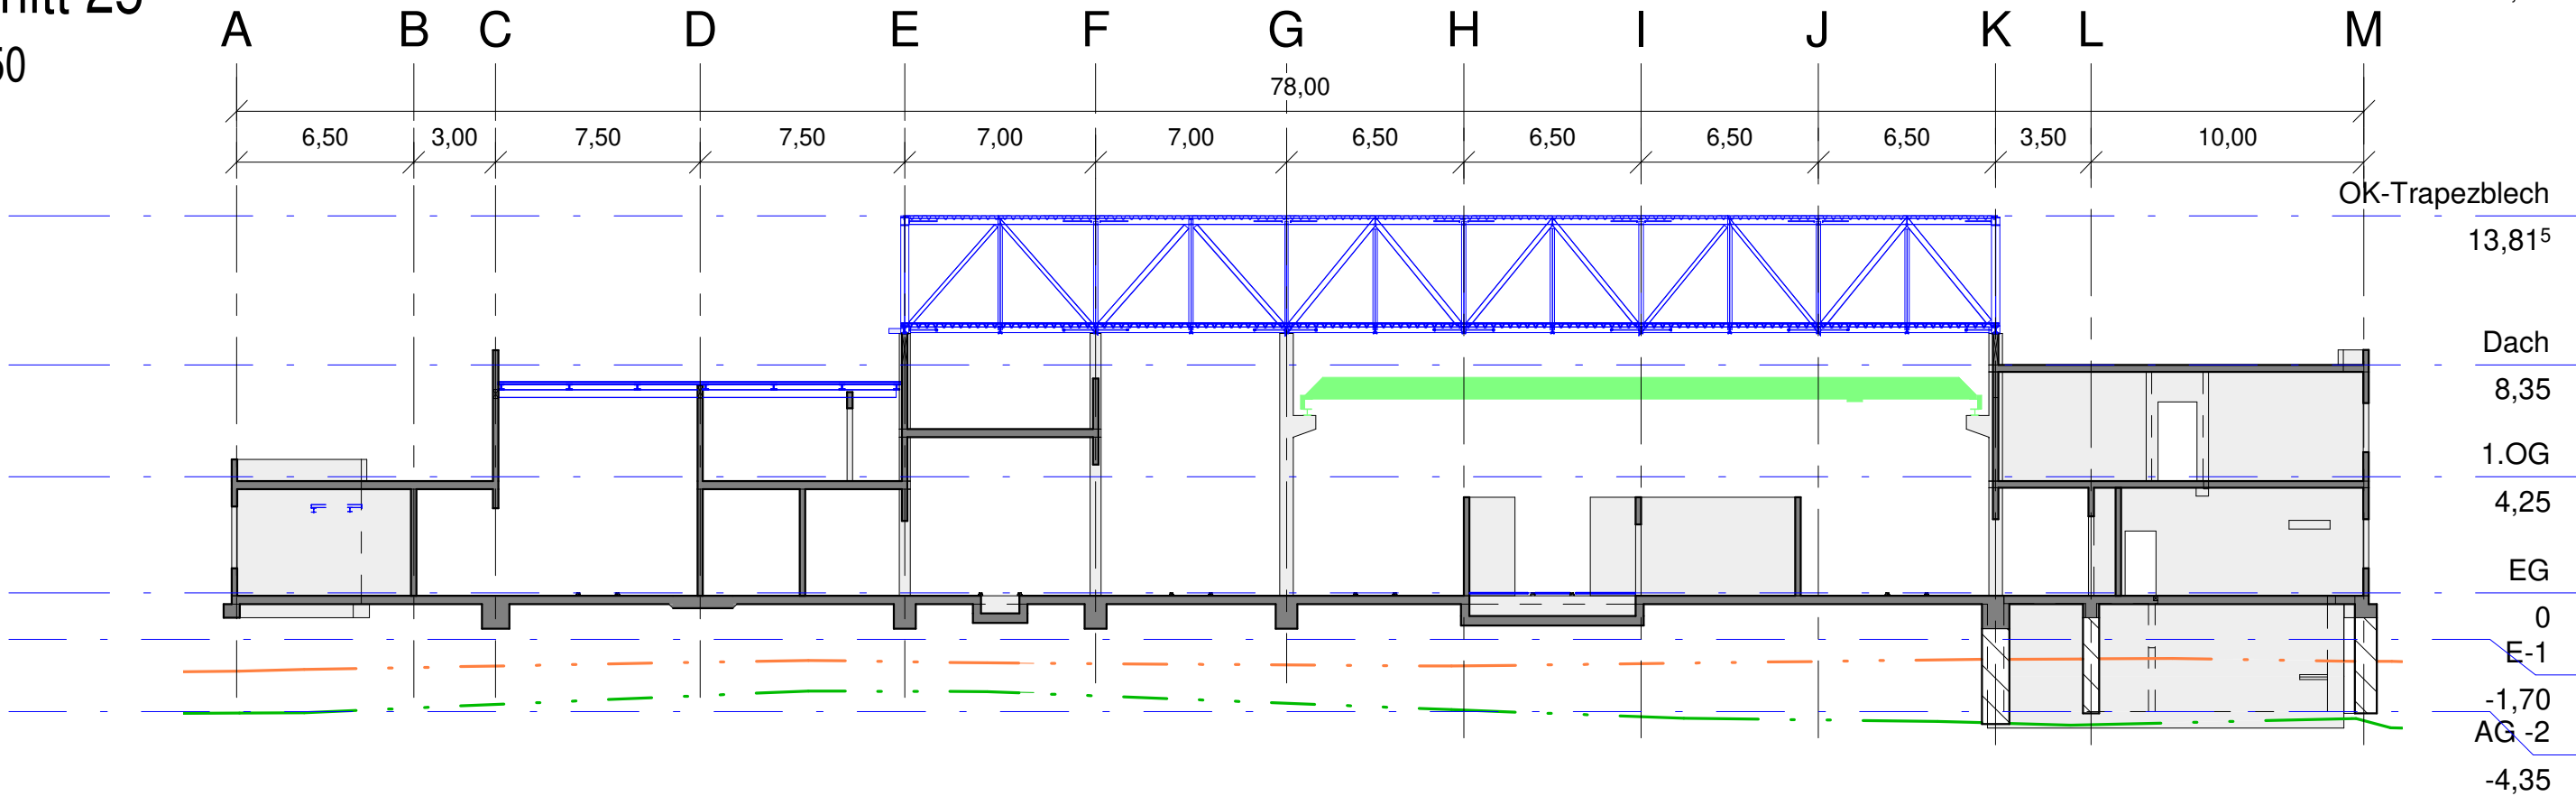 A B C D E F G H I J K L M
78,00
6,50 3,00 7,50 7,50 7,00 7,00 6,50 6,50 6,50 6,50 3,50 10,00
OK-Trapezblech
13,81⁵
Dach
8,35
1.OG
4,25
EG
0
E-1
-1,70
AG -2
-4,35